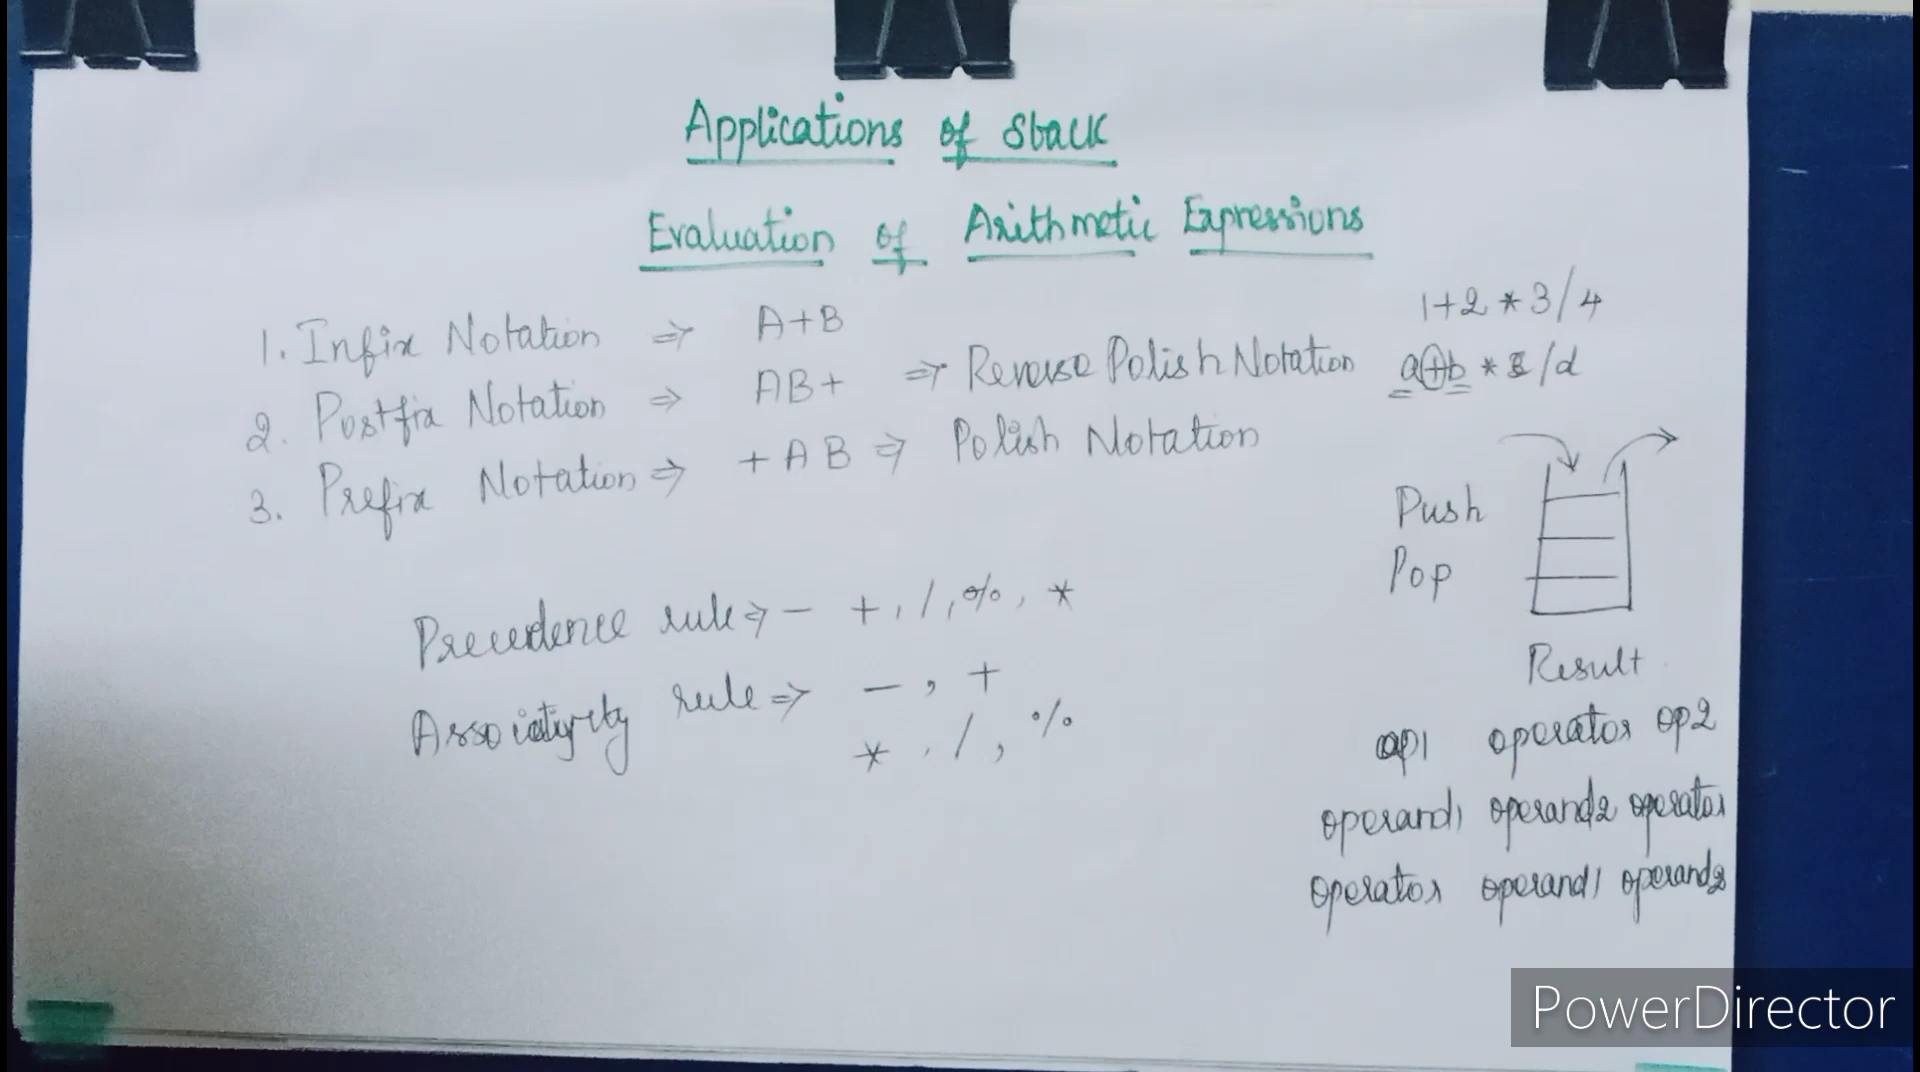 Applications of Stack
Evaluation of Arithmetic Expressions
1. Infix Notation ⇒ A+B
2. Postfix Notation ⇒ AB+ ⇒ Reverse Polish Notation
3. Prefix Notation ⇒ +AB ⇒ Polish Notation
1+2*3/4
a+b * /d
Push
Pop
Precedence rule ⇒ - +, /, %, *
Associativity rule ⇒ -, +
*, /, %
Result
op1 operator op2
operand1 operand2 operator
operator operand1 operand2
PowerDirector